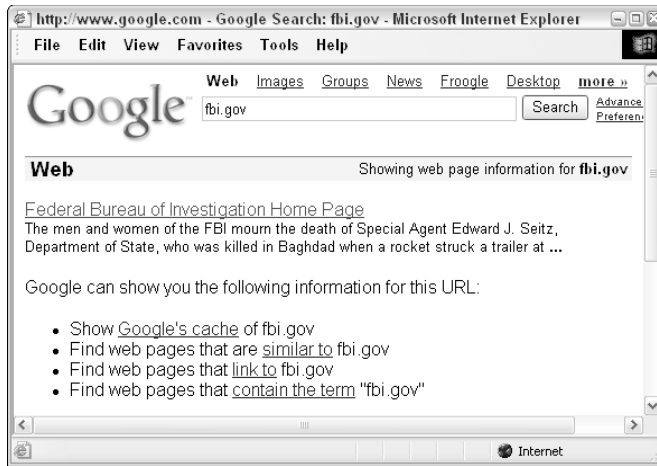 http://www.google.com - Google Search: fbi.gov - Microsoft Internet Explorer
File Edit View Favorites Tools Help
Web Images Groups News Froogle Desktop more »
Google™
fbi.gov Search
Advance
Preferen
Web Showing web page information for fbi.gov
Federal Bureau of Investigation Home Page
The men and women of the FBI mourn the death of Special Agent Edward J. Seitz,
Department of State, who was killed in Baghdad when a rocket struck a trailer at ...
Google can show you the following information for this URL:
• Show Google's cache of fbi.gov
• Find web pages that are similar to fbi.gov
• Find web pages that link to fbi.gov
• Find web pages that contain the term "fbi.gov"
Internet